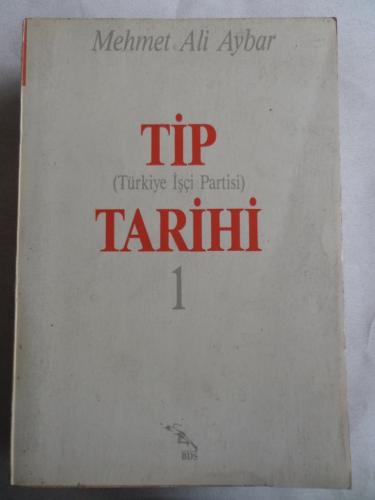 Mehmet Ali Aybar
TİP
(Türkiye İşçi Partisi)
TARİHİ
1
BDS